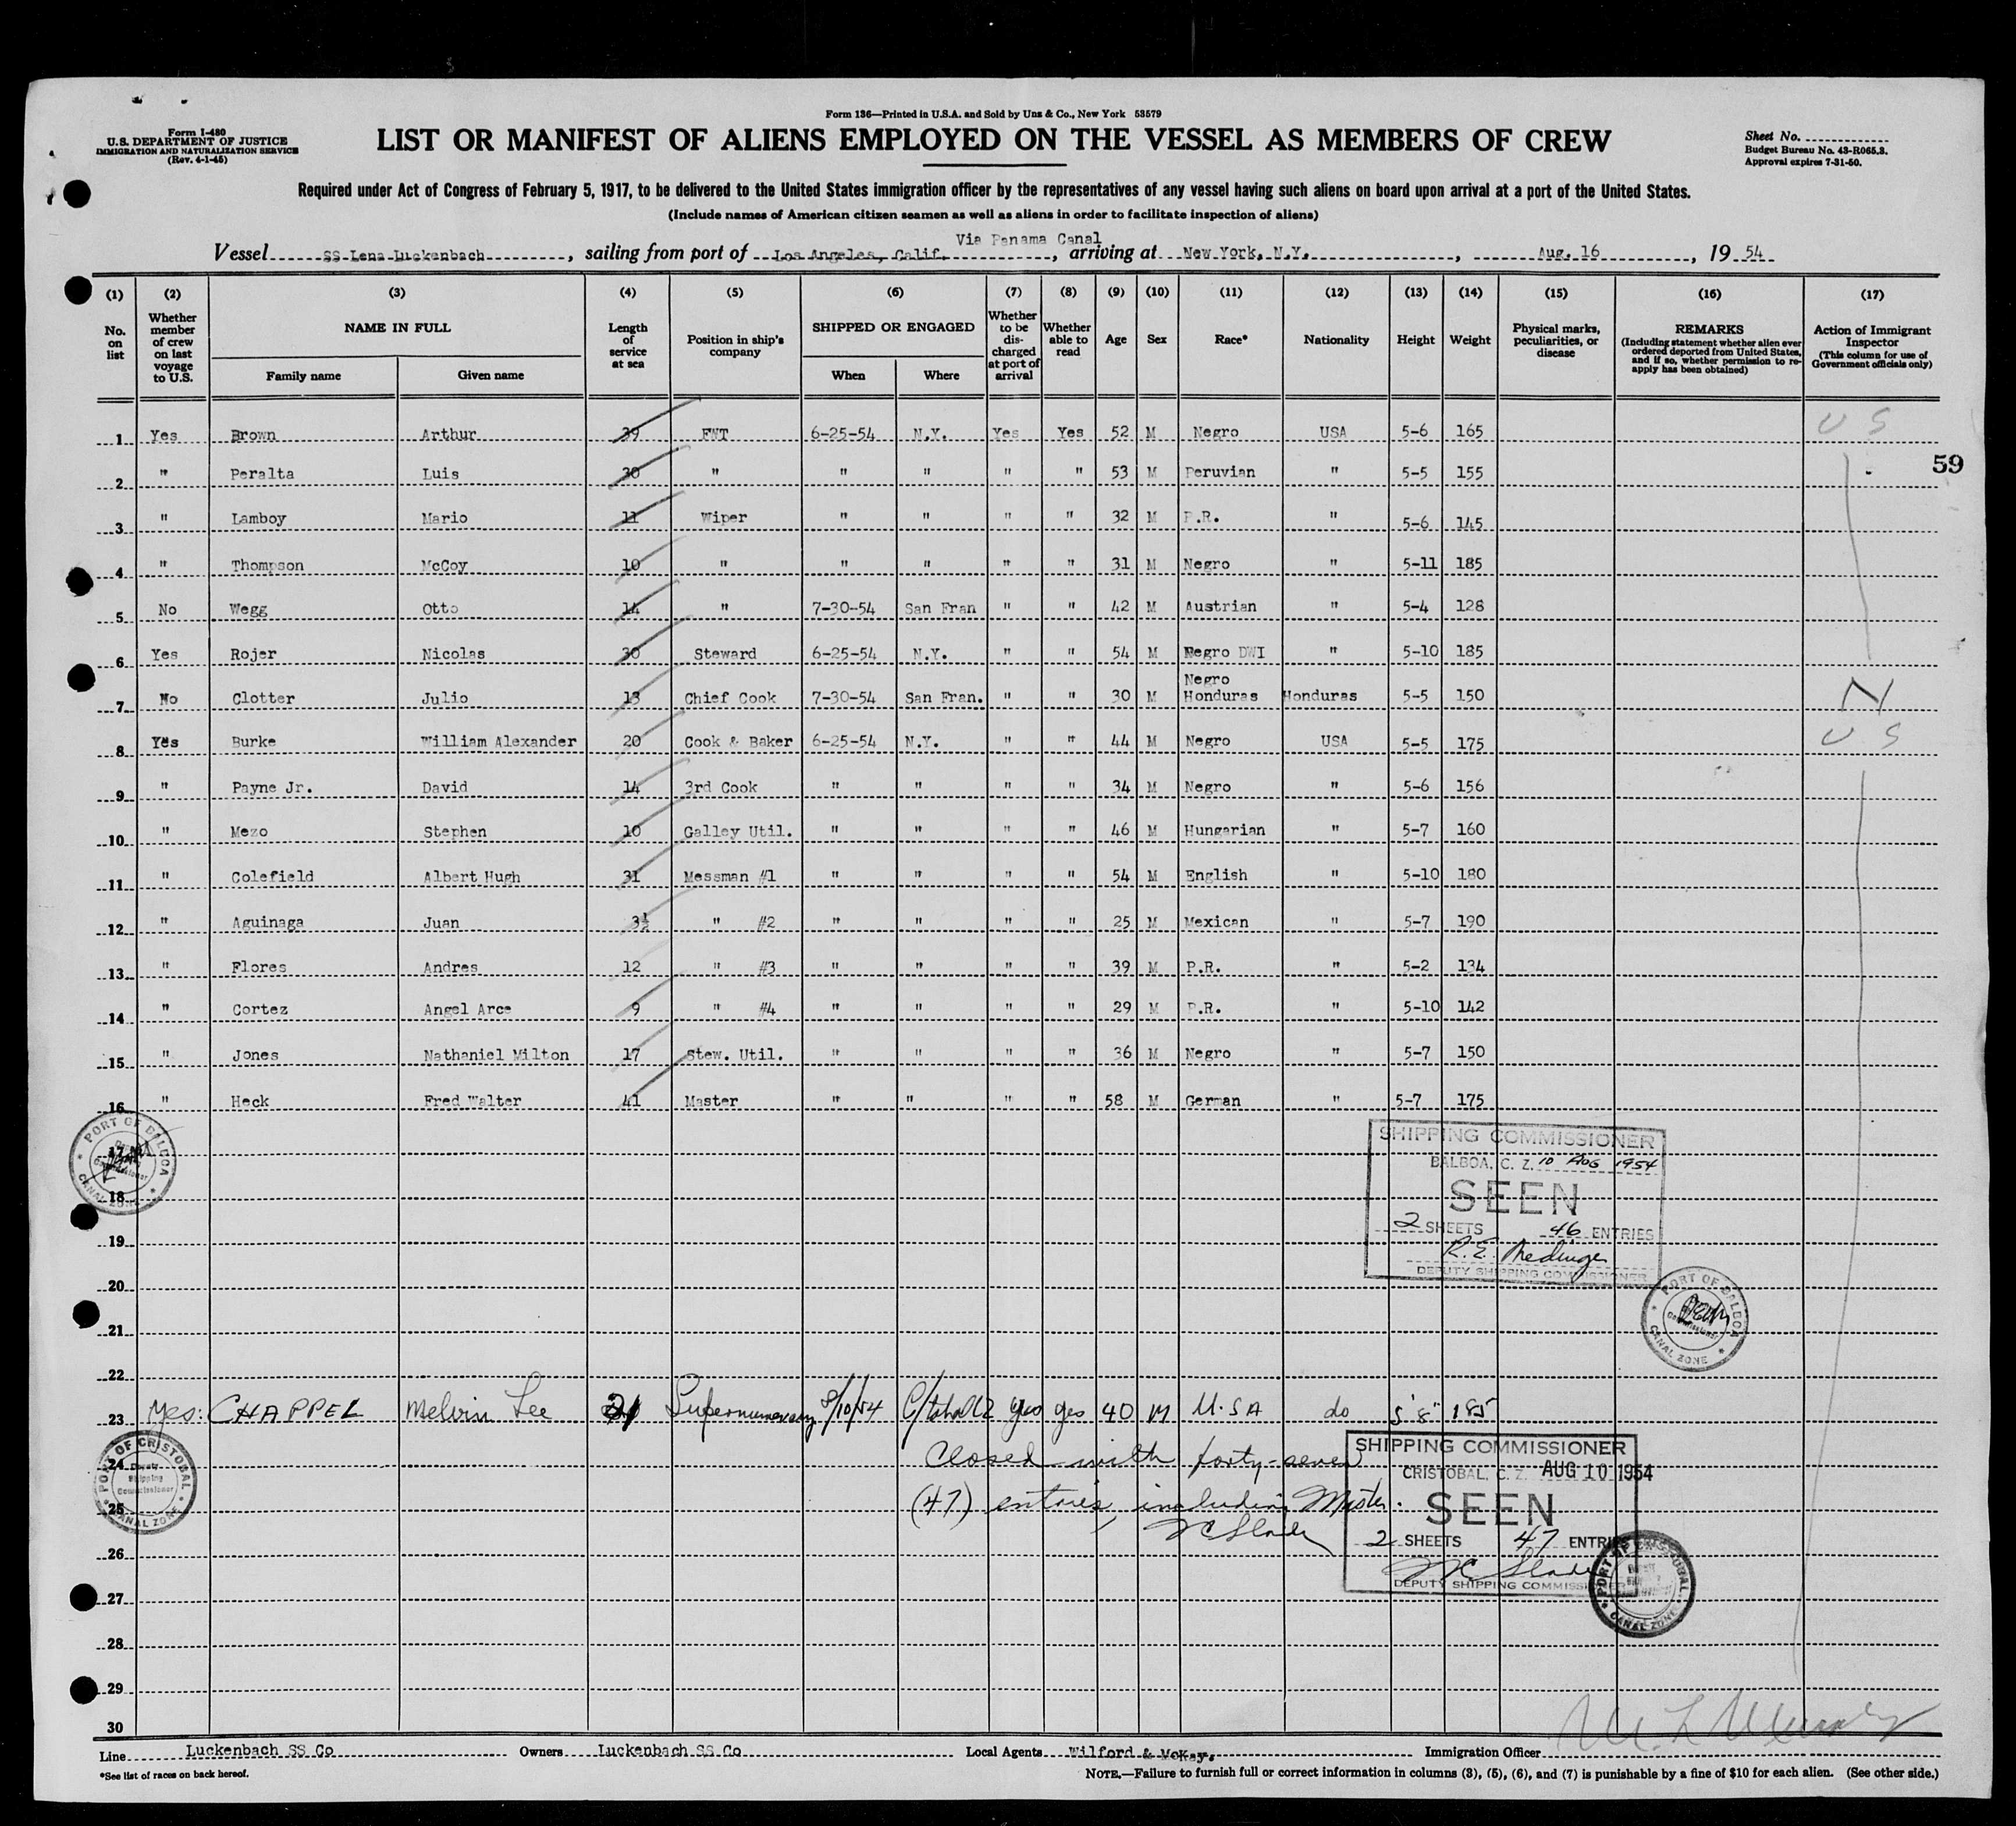 Form 136—Printed in U.S.A. and Sold by Unz & Co., New York 53579
Form I-480
U.S. DEPARTMENT OF JUSTICE
IMMIGRATION AND NATURALIZATION SERVICE
(Rev. 4-1-45)
LIST OR MANIFEST OF ALIENS EMPLOYED ON THE VESSEL AS MEMBERS OF CREW
Sheet No.
Budget Bureau No. 43-R065.3.
Approval expires 7-31-50.
Required under Act of Congress of February 5, 1917, to be delivered to the United States immigration officer by the representatives of any vessel having such aliens on board upon arrival at a port of the United States.
(Include names of American citizen seamen as well as aliens in order to facilitate inspection of aliens)
Via Panama Canal
Vessel SS Lena Luckenbach, sailing from port of Los Angeles, Calif., arriving at New York, N.Y., Aug. 16, 19 54
(1) (2) (3) (4) (5) (6) (7) (8) (9) (10) (11) (12) (13) (14) (15) (16) (17)
No. on list
Whether member of crew on last voyage to U.S.
NAME IN FULL
Family name Given name
Length of service at sea
Position in ship's company
SHIPPED OR ENGAGED
When Where
Whether to be discharged at port of arrival
Whether able to read
Age
Sex
Race*
Nationality
Height
Weight
Physical marks, peculiarities, or disease
REMARKS
(Including statement whether alien ever ordered deported from United States, and if so, whether permission to reapply has been obtained)
Action of Immigrant Inspector
(This column for use of Government officials only)
1 Yes Brown Arthur 39 FWT 6-25-54 N.Y. Yes Yes 52 M Negro USA 5-6 165 U S
59
2 " Peralta Luis 30 " " " " " 53 M Peruvian " 5-5 155
3 " Lamboy Mario 11 Wiper " " " " 32 M P.R. " 5-6 145
4 " Thompson McCoy 10 " " " " " 31 M Negro " 5-11 185
5 No Wegg Otto 14 " 7-30-54 San Fran " " 42 M Austrian " 5-4 128
6 Yes Rojer Nicolas 30 Steward 6-25-54 N.Y. " " 54 M Negro DWI " 5-10 185
7 No Clotter Julio 13 Chief Cook 7-30-54 San Fran. " " 30 M Negro Honduras Honduras 5-5 150 N
8 Yes Burke William Alexander 20 Cook & Baker 6-25-54 N.Y. " " 44 M Negro USA 5-5 175 U S
9 " Payne Jr. David 14 3rd Cook " " " " 34 M Negro " 5-6 156
10 " Mezo Stephen 10 Galley Util. " " " " 46 M Hungarian " 5-7 160
11 " Colefield Albert Hugh 31 Messman #1 " " " " 54 M English " 5-10 180
12 " Aguinaga Juan 3½ " #2 " " " " 25 M Mexican " 5-7 190
13 " Flores Andres 12 " #3 " " " " 39 M P.R. " 5-2 134
14 " Cortez Angel Arce 9 " #4 " " " " 29 M P.R. " 5-10 142
15 " Jones Nathaniel Milton 17 Stew. Util. " " " " 36 M Negro " 5-7 150
16 " Heck Fred Walter 41 Master " " " " 58 M German " 5-7 175
PORT OF BALBOA
CANAL ZONE
17
18
SHIPPING COMMISSIONER
BALBOA, C. Z. 10 Aug 1954
SEEN
2 SHEETS 46 ENTRIES
R. E.
DEPUTY SHIPPING COMMISSIONER
19
20
PORT OF BALBOA
CANAL ZONE
21
22
23 Yes: CHAPPEL Melvin Lee 21 Supernumerary 8/10/54 yes yes 40 M U.S A do 5'8" 185
24 Closed with forty-seven
25 (47) entries, including Master.
PORT OF CRISTOBAL
Deputy Shipping Commissioner
CANAL ZONE
SHIPPING COMMISSIONER
CRISTOBAL, C. Z. AUG 10 1954
SEEN
2 SHEETS 47 ENTRIES
DEPUTY SHIPPING COMMISSIONER
PORT OF CRISTOBAL
CANAL ZONE
26
27
28
29
30
Line Luckenbach SS Co Owners Luckenbach SS Co Local Agents Wilford & McKay. Immigration Officer
*See list of races on back hereof.
NOTE.—Failure to furnish full or correct information in columns (3), (5), (6), and (7) is punishable by a fine of $10 for each alien. (See other side.)